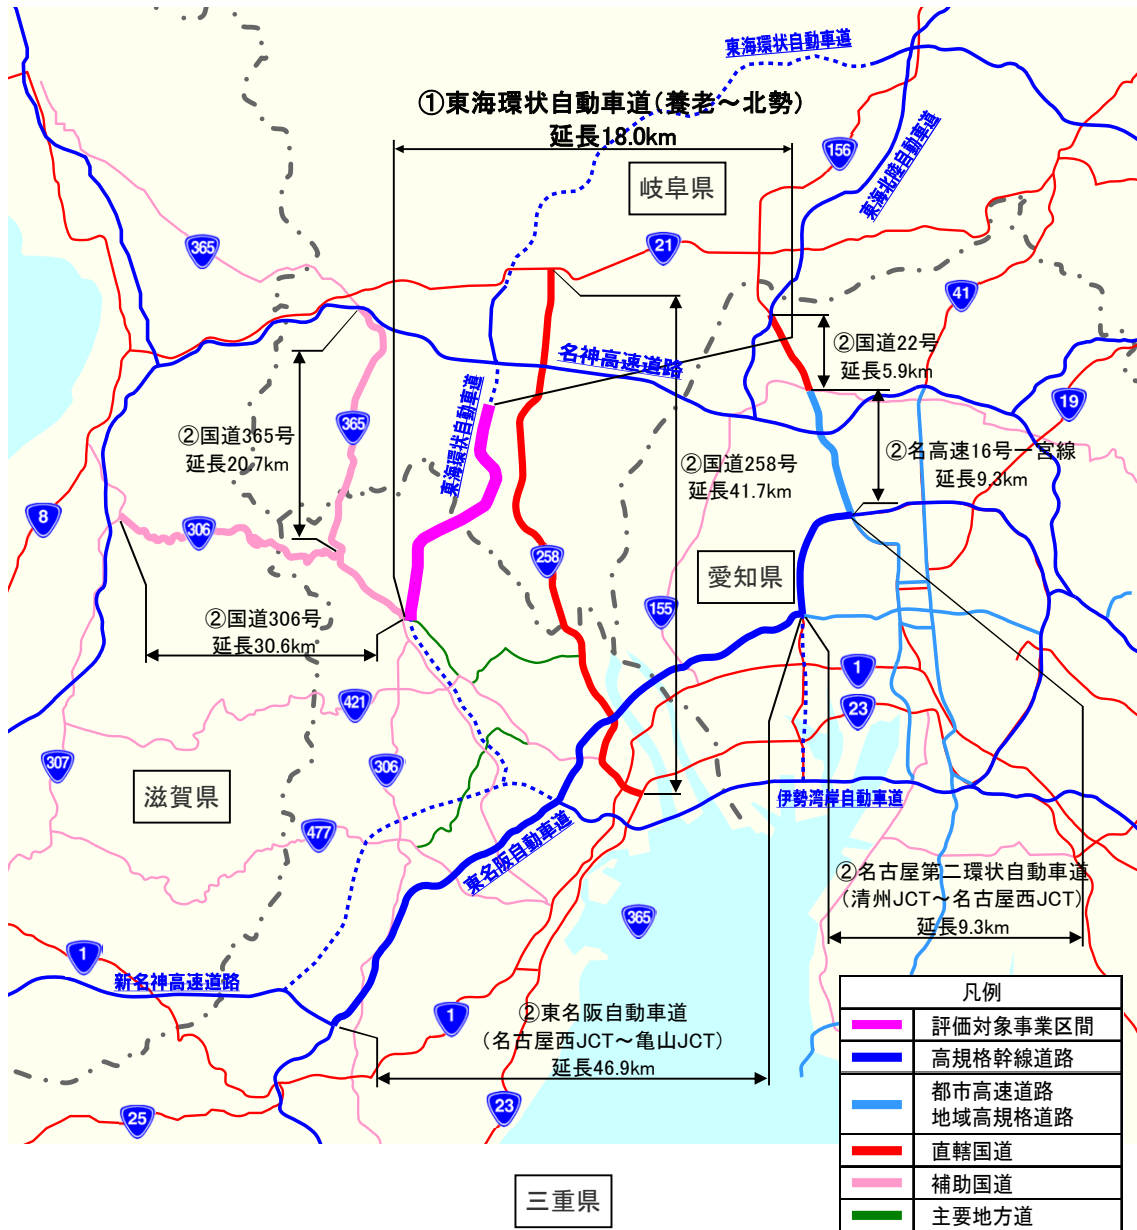 東海環状自動車道
①東海環状自動車道(養老～北勢)
延長18.0km
156
東海北陸自動車道
岐阜県
365
21
41
②国道22号
延長5.9km
名神高速道路
東海環状自動車道
19
365
②国道365号
延長20.7km
②国道258号
延長41.7km
②名高速16号一宮線
延長9.3km
8
306
258
愛知県
155
②国道306号
延長30.6km
1
421
23
307
306
滋賀県
伊勢湾岸自動車道
477
東名阪自動車道
②名古屋第二環状自動車道
(清州JCT～名古屋西JCT)
延長9.3km
365
1
新名神高速道路
1
②東名阪自動車道
(名古屋西JCT～亀山JCT)
延長46.9km
25
23
凡例
評価対象事業区間
高規格幹線道路
都市高速道路
地域高規格道路
直轄国道
補助国道
主要地方道
三重県